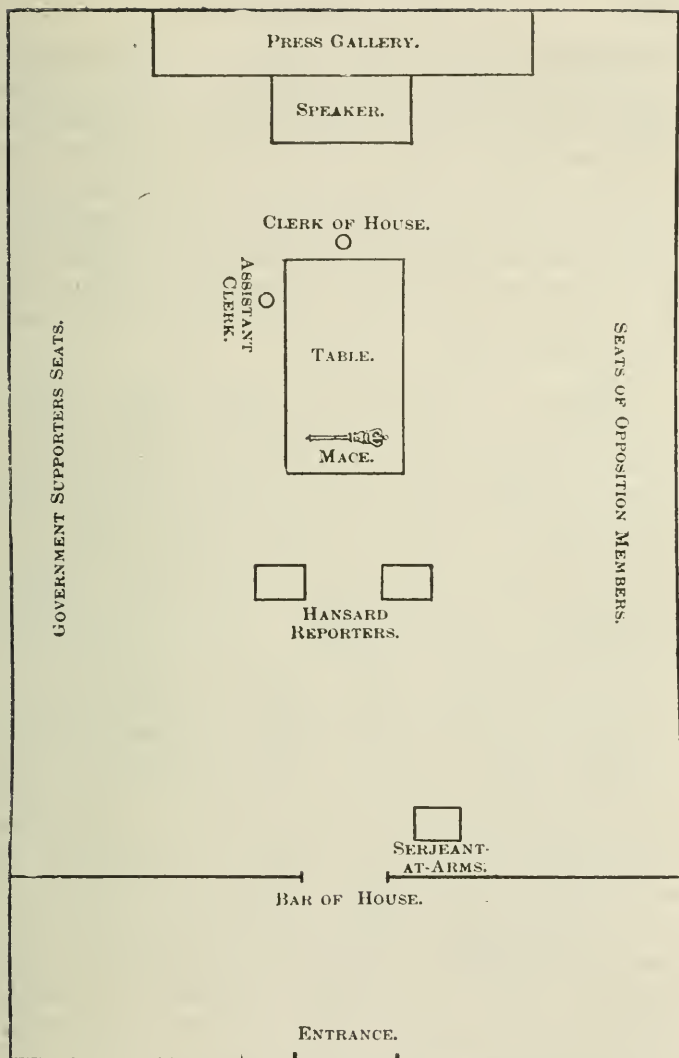 PRESS GALLERY.
SPEAKER.
CLERK OF HOUSE.
ASSISTANT
CLERK.
GOVERNMENT SUPPORTERS SEATS.
TABLE.
SEATS OF OPPOSITION MEMBERS.
MACE.
HANSARD
REPORTERS.
SERJEANT-
AT-ARMS.
BAR OF HOUSE.
ENTRANCE.